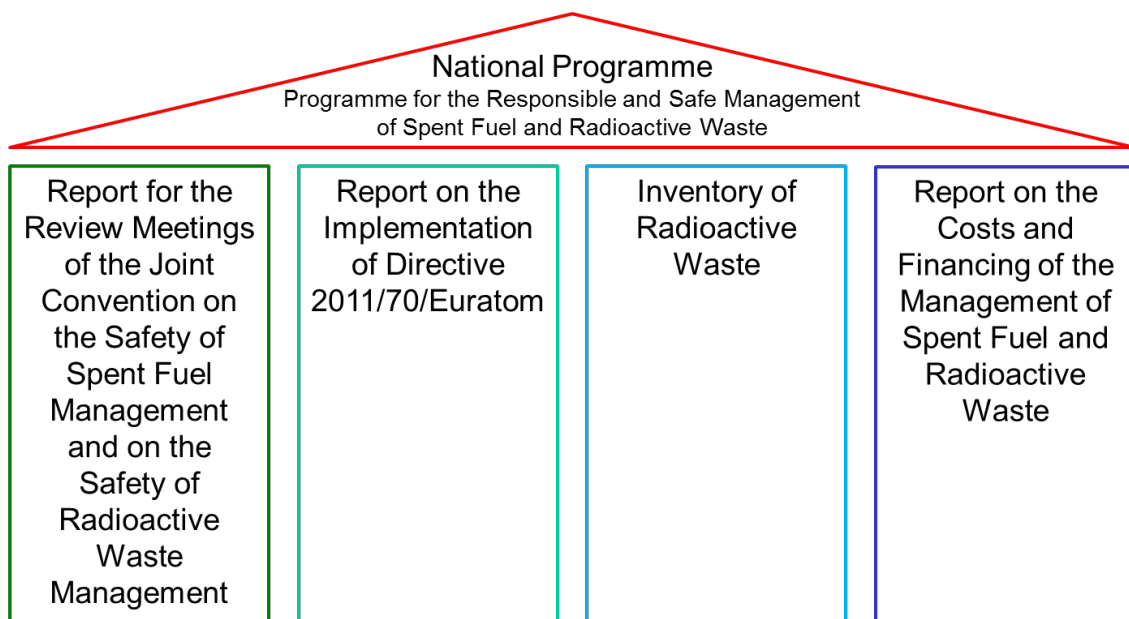 National Programme
Programme for the Responsible and Safe Management
of Spent Fuel and Radioactive Waste
Report for the
Review Meetings
of the Joint
Convention on
the Safety of
Spent Fuel
Management
and on the
Safety of
Radioactive
Waste
Management
Report on the
Implementation
of Directive
2011/70/Euratom
Inventory of
Radioactive
Waste
Report on the
Costs and
Financing of the
Management of
Spent Fuel and
Radioactive
Waste